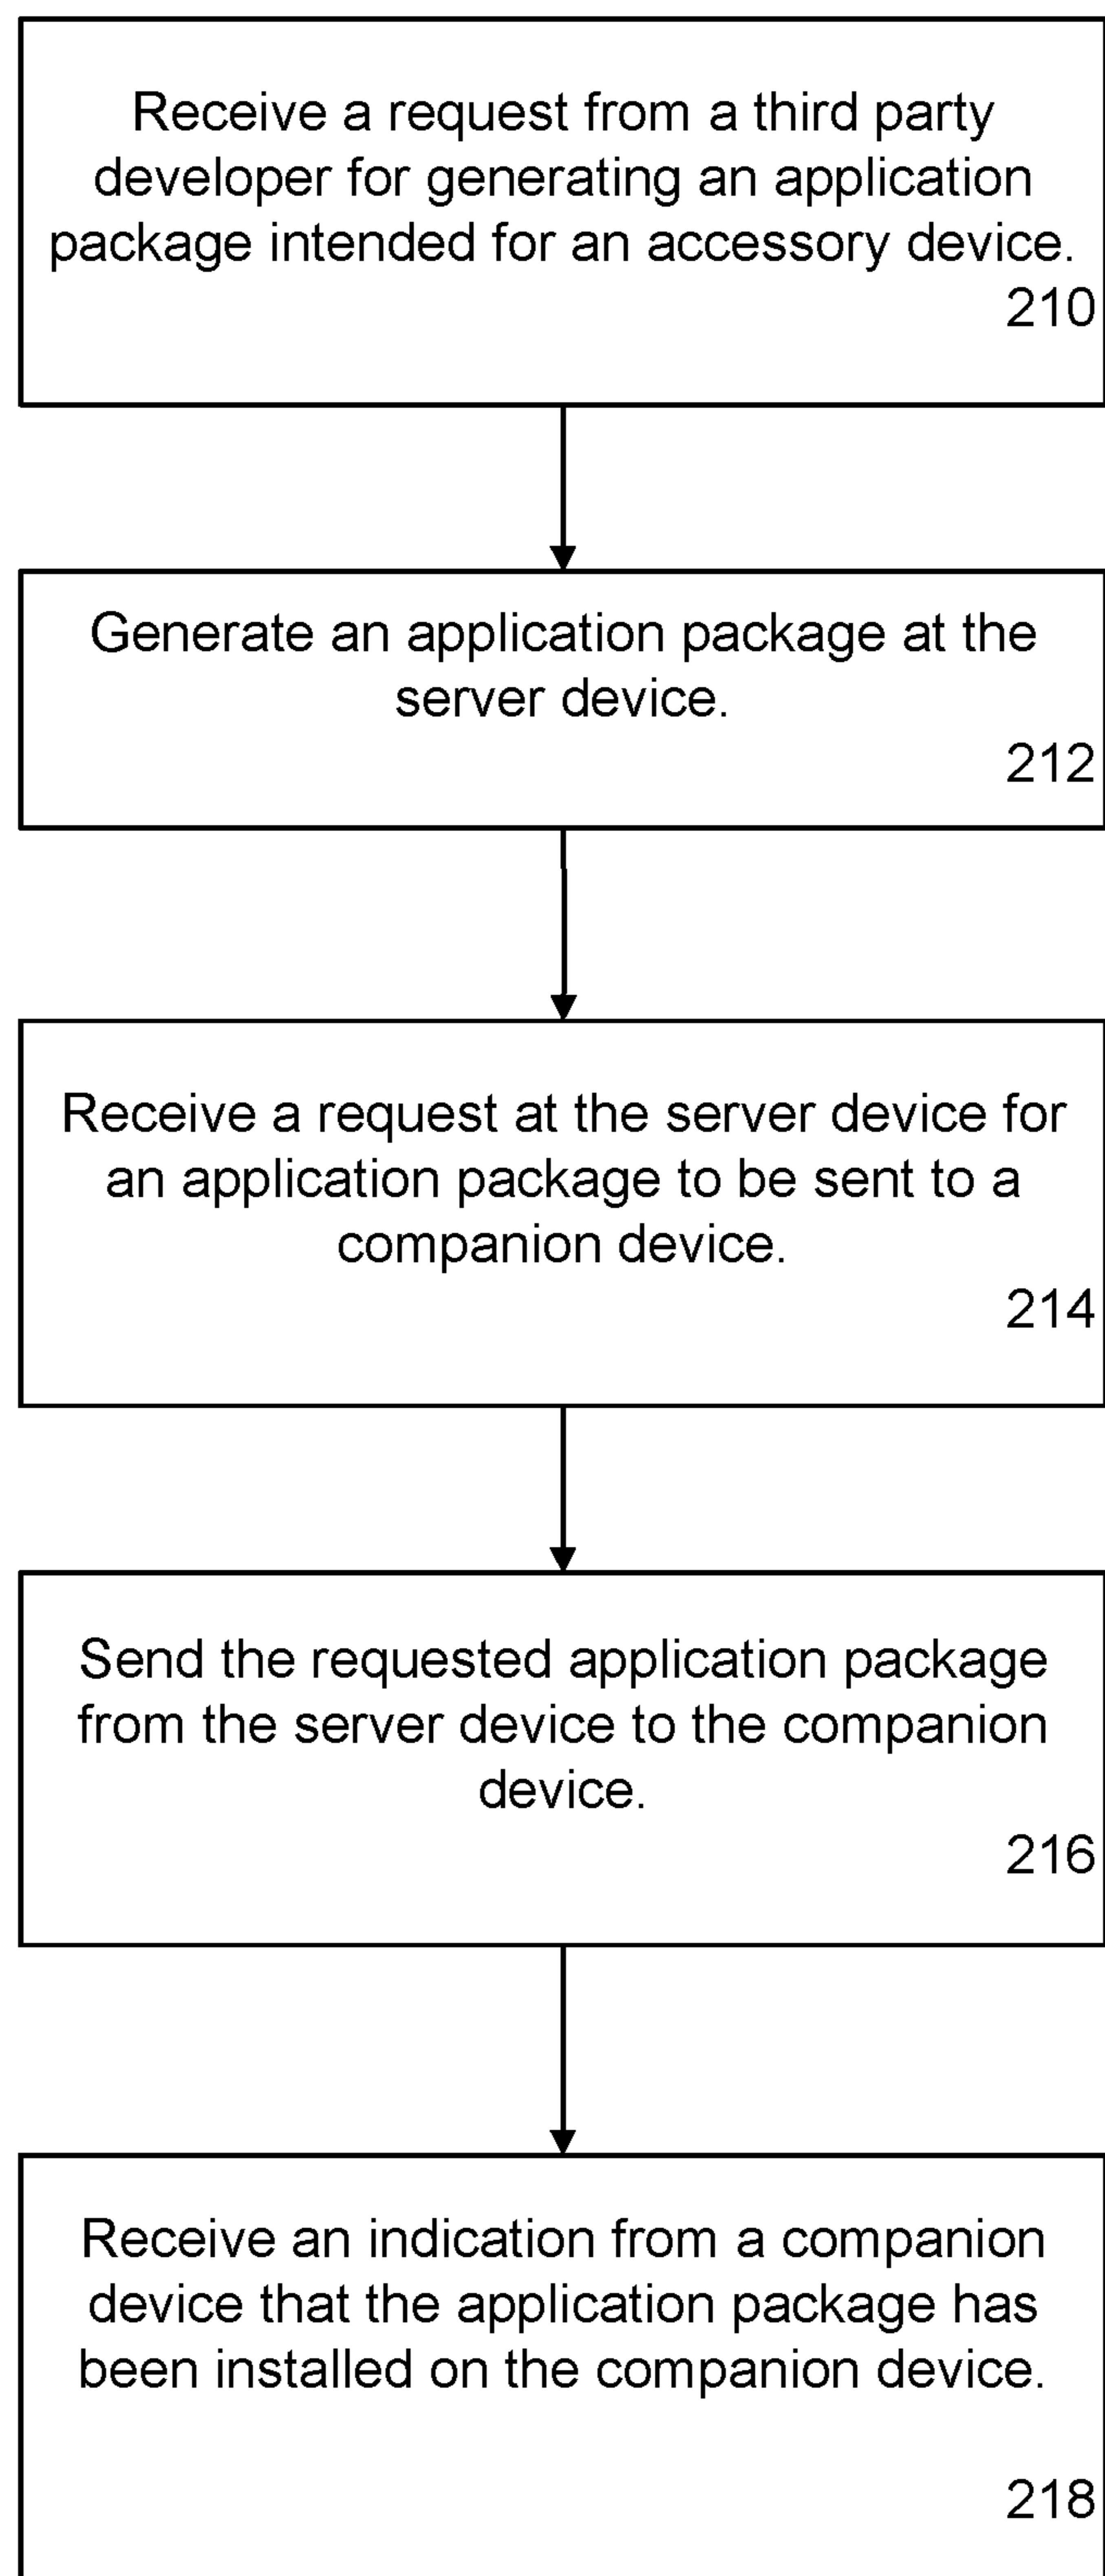 Receive a request from a third party
developer for generating an application
package intended for an accessory device.
210
Generate an application package at the
server device.
212
Receive a request at the server device for
an application package to be sent to a
companion device.
214
Send the requested application package
from the server device to the companion
device.
216
Receive an indication from a companion
device that the application package has
been installed on the companion device.
218